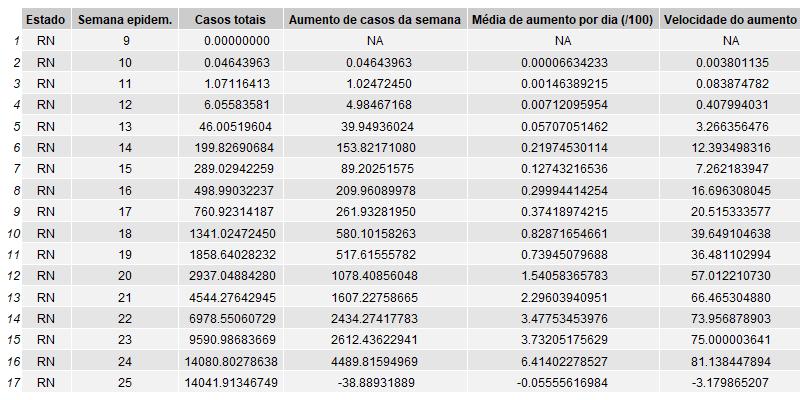 Estado Semana epidem. Casos totais Aumento de casos da semana Média de aumento por dia (/100) Velocidade do aumento
1 RN 9 0.00000000 NA NA NA
2 RN 10 0.04643963 0.04643963 0.00006634233 0.003801135
3 RN 11 1.07116413 1.02472450 0.00146389215 0.083874782
4 RN 12 6.05583581 4.98467168 0.00712095954 0.407994031
5 RN 13 46.00519604 39.94936024 0.05707051462 3.266356476
6 RN 14 199.82690684 153.82171080 0.21974530114 12.393498316
7 RN 15 289.02942259 89.20251575 0.12743216536 7.262183947
8 RN 16 498.99032237 209.96089978 0.29994414254 16.696308045
9 RN 17 760.92314187 261.93281950 0.37418974215 20.515333577
10 RN 18 1341.02472450 580.10158263 0.82871654661 39.649104638
11 RN 19 1858.64028232 517.61555782 0.73945079688 36.481102994
12 RN 20 2937.04884280 1078.40856048 1.54058365783 57.012210730
13 RN 21 4544.27642945 1607.22758665 2.29603940951 66.465304880
14 RN 22 6978.55060729 2434.27417783 3.47753453976 73.956878903
15 RN 23 9590.98683669 2612.43622941 3.73205175629 75.000003641
16 RN 24 14080.80278638 4489.81594969 6.41402278527 81.138447894
17 RN 25 14041.91346749 -38.88931889 -0.05555616984 -3.179865207